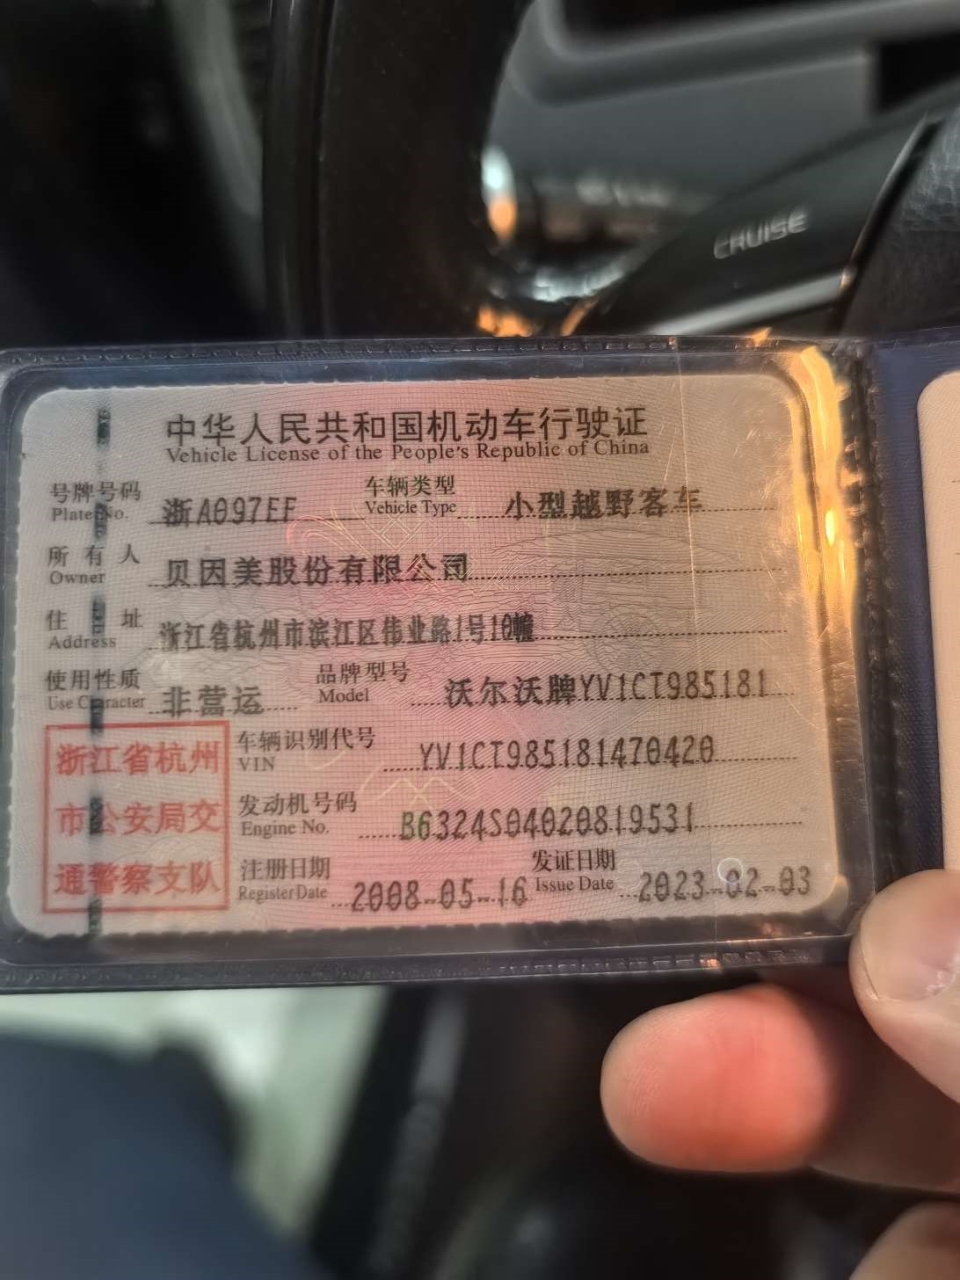 CRUISE
中华人民共和国机动车行驶证
Vehicle License of the People's Republic of China
号牌号码 浙A097EF 车辆类型 小型越野客车
Plate No. Vehicle Type
所有人 贝因美股份有限公司
Owner
住址 浙江省杭州市滨江区伟业路1号10幢
Address
使用性质 非营运 品牌型号 沃尔沃牌YV1CT985181
Use Character Model
浙江省杭州
市公安局交
通警察支队
车辆识别代号 YV1CT985181470420
VIN
发动机号码 B6324S04020819531
Engine No.
注册日期 2008-05-16 发证日期 2023-02-03
Register Date Issue Date